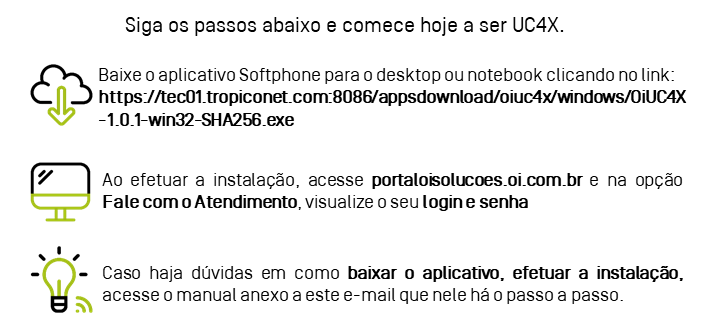 Siga os passos abaixo e comece hoje a ser UC4X.
Baixe o aplicativo Softphone para o desktop ou notebook clicando no link:
https://tec01.tropiconet.com:8086/appsdownload/oiuc4x/windows/OiUC4X
-1.0.1-win32-SHA256.exe
Ao efetuar a instalação, acesse portaloisolucoes.oi.com.br e na opção
Fale com o Atendimento, visualize o seu login e senha
Caso haja dúvidas em como baixar o aplicativo, efetuar a instalação,
acesse o manual anexo a este e-mail que nele há o passo a passo.